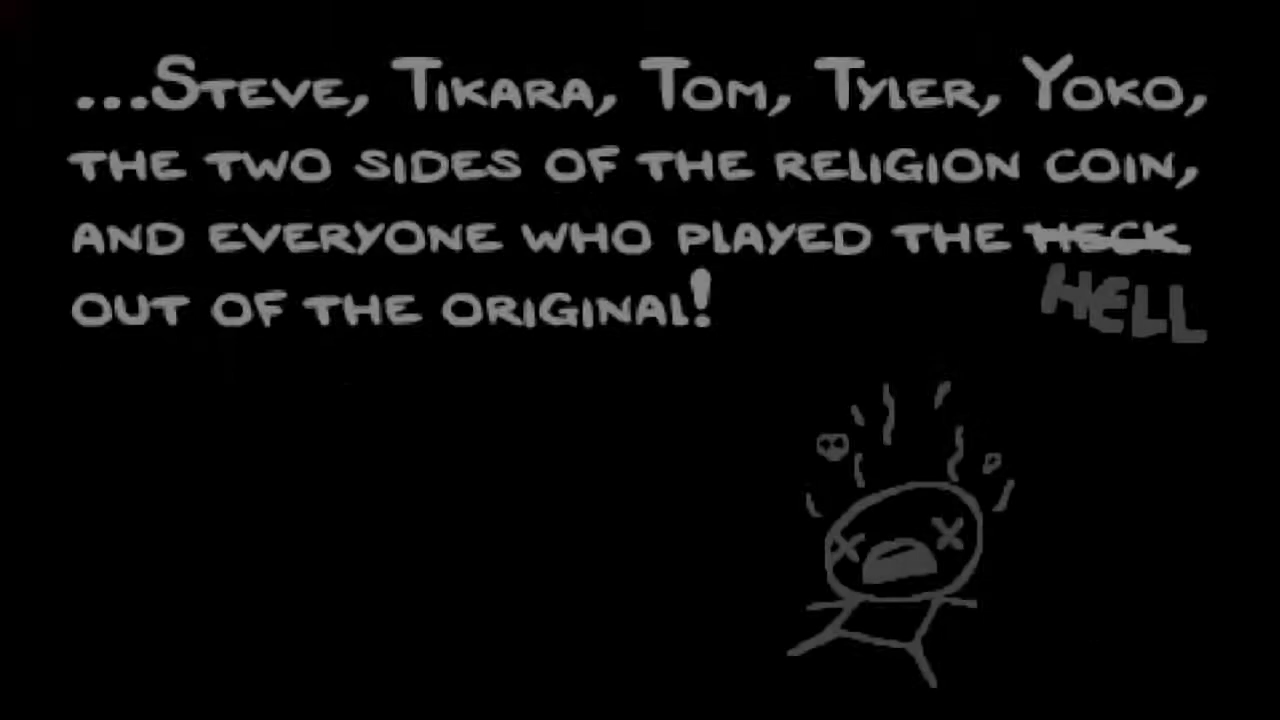 ...Steve, Tikara, Tom, Tyler, Yoko,
the two sides of the religion coin,
and everyone who played the heck
out of the original!
HELL